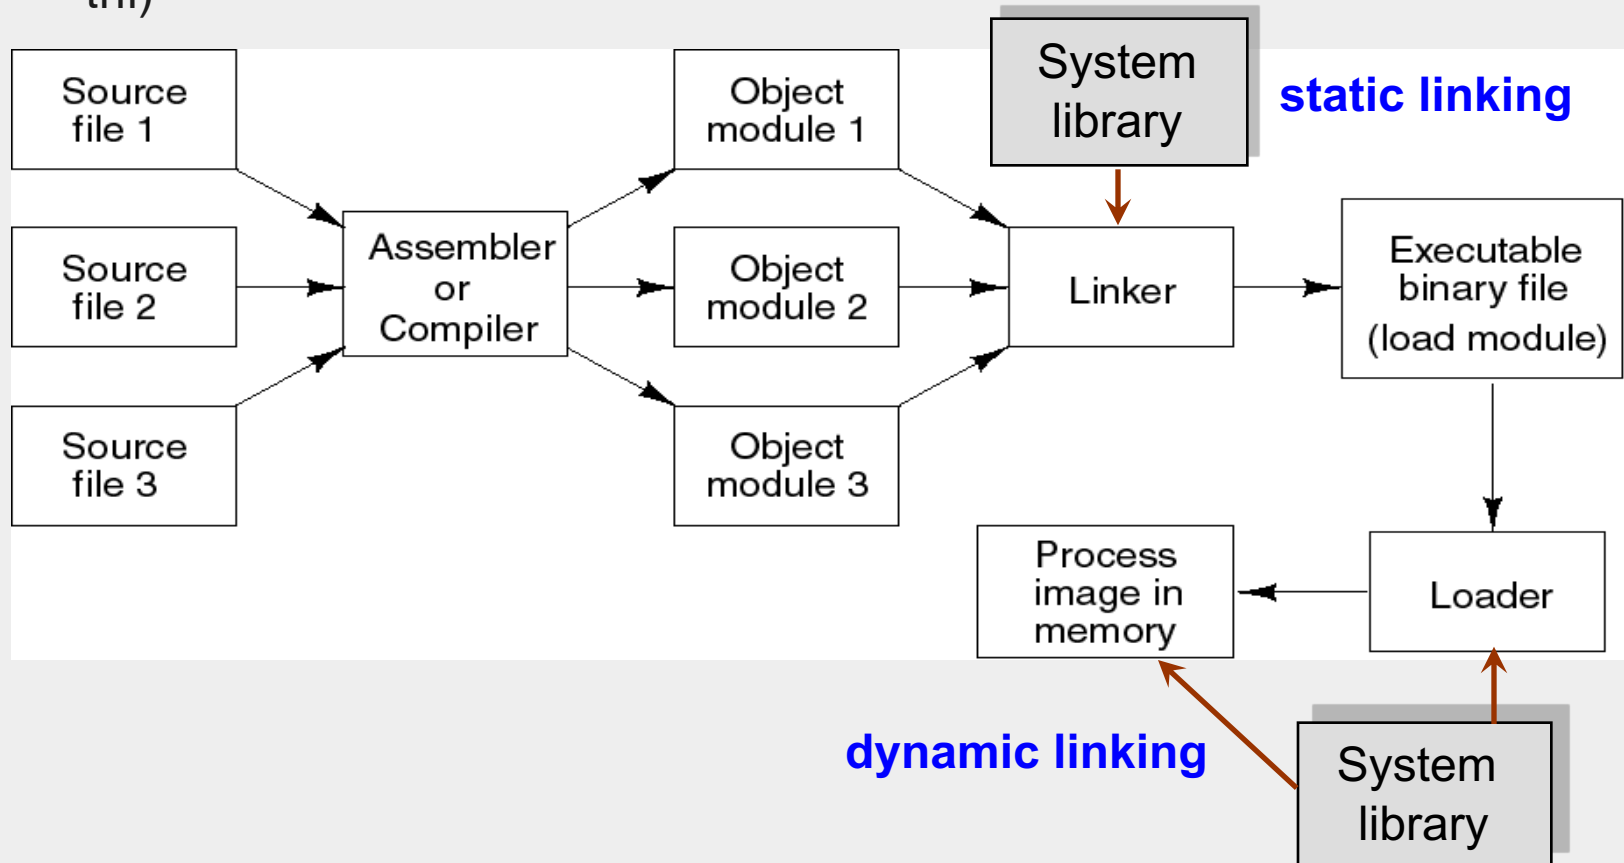 System
library
static linking
Source
file 1
Object
module 1
Source
file 2
Assembler
or
Compiler
Object
module 2
Linker
Executable
binary file
(load module)
Source
file 3
Object
module 3
Process
image in
memory
Loader
dynamic linking
System
library